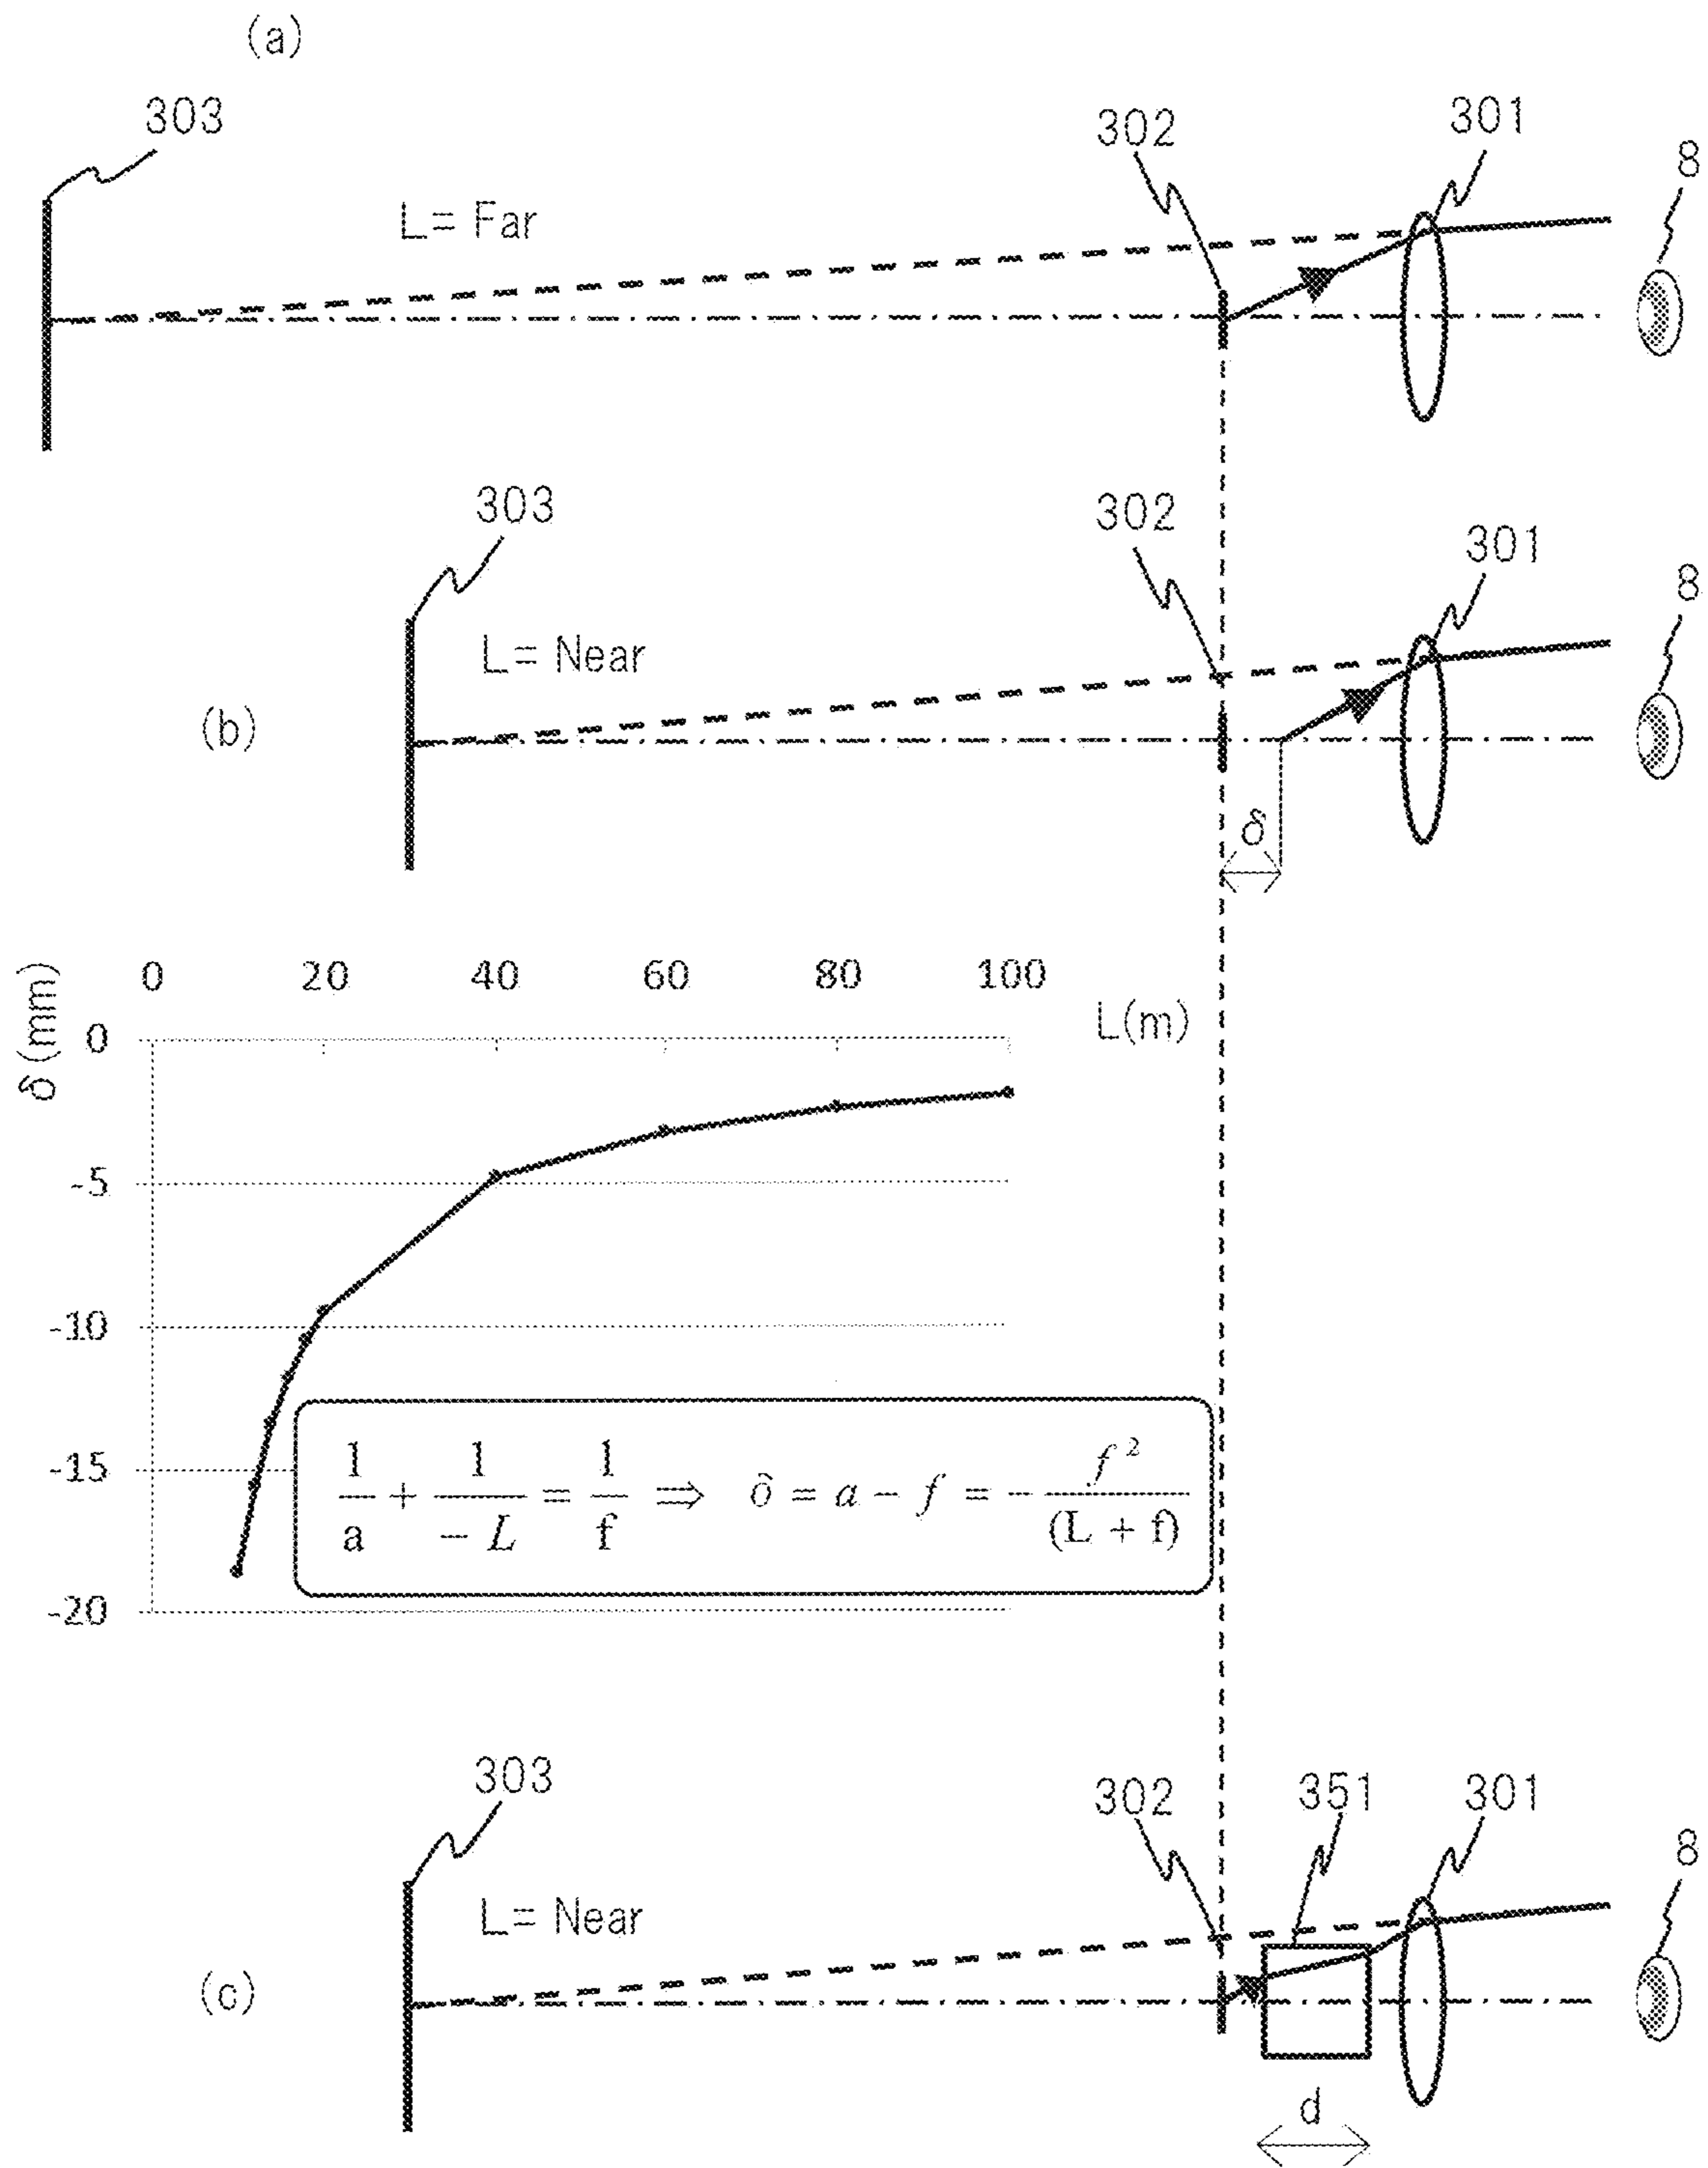 (a)
303
302
301
8
L= Far
303
302
301
8
L= Near
(b)
δ
0 20 40 60 80 100
L(m)
δ (mm)
0
-5
-10
-15
-20
1/a + 1/-L = 1/f ⇒ δ = a - f = - f²/(L + f)
303
302
351
301
8
L= Near
(c)
d